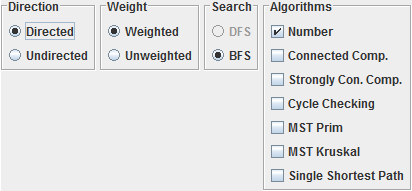 Direction
Directed
Undirected
Weight
Weighted
Unweighted
Search
DFS
BFS
Algorithms
Number
Connected Comp.
Strongly Con. Comp.
Cycle Checking
MST Prim
MST Kruskal
Single Shortest Path